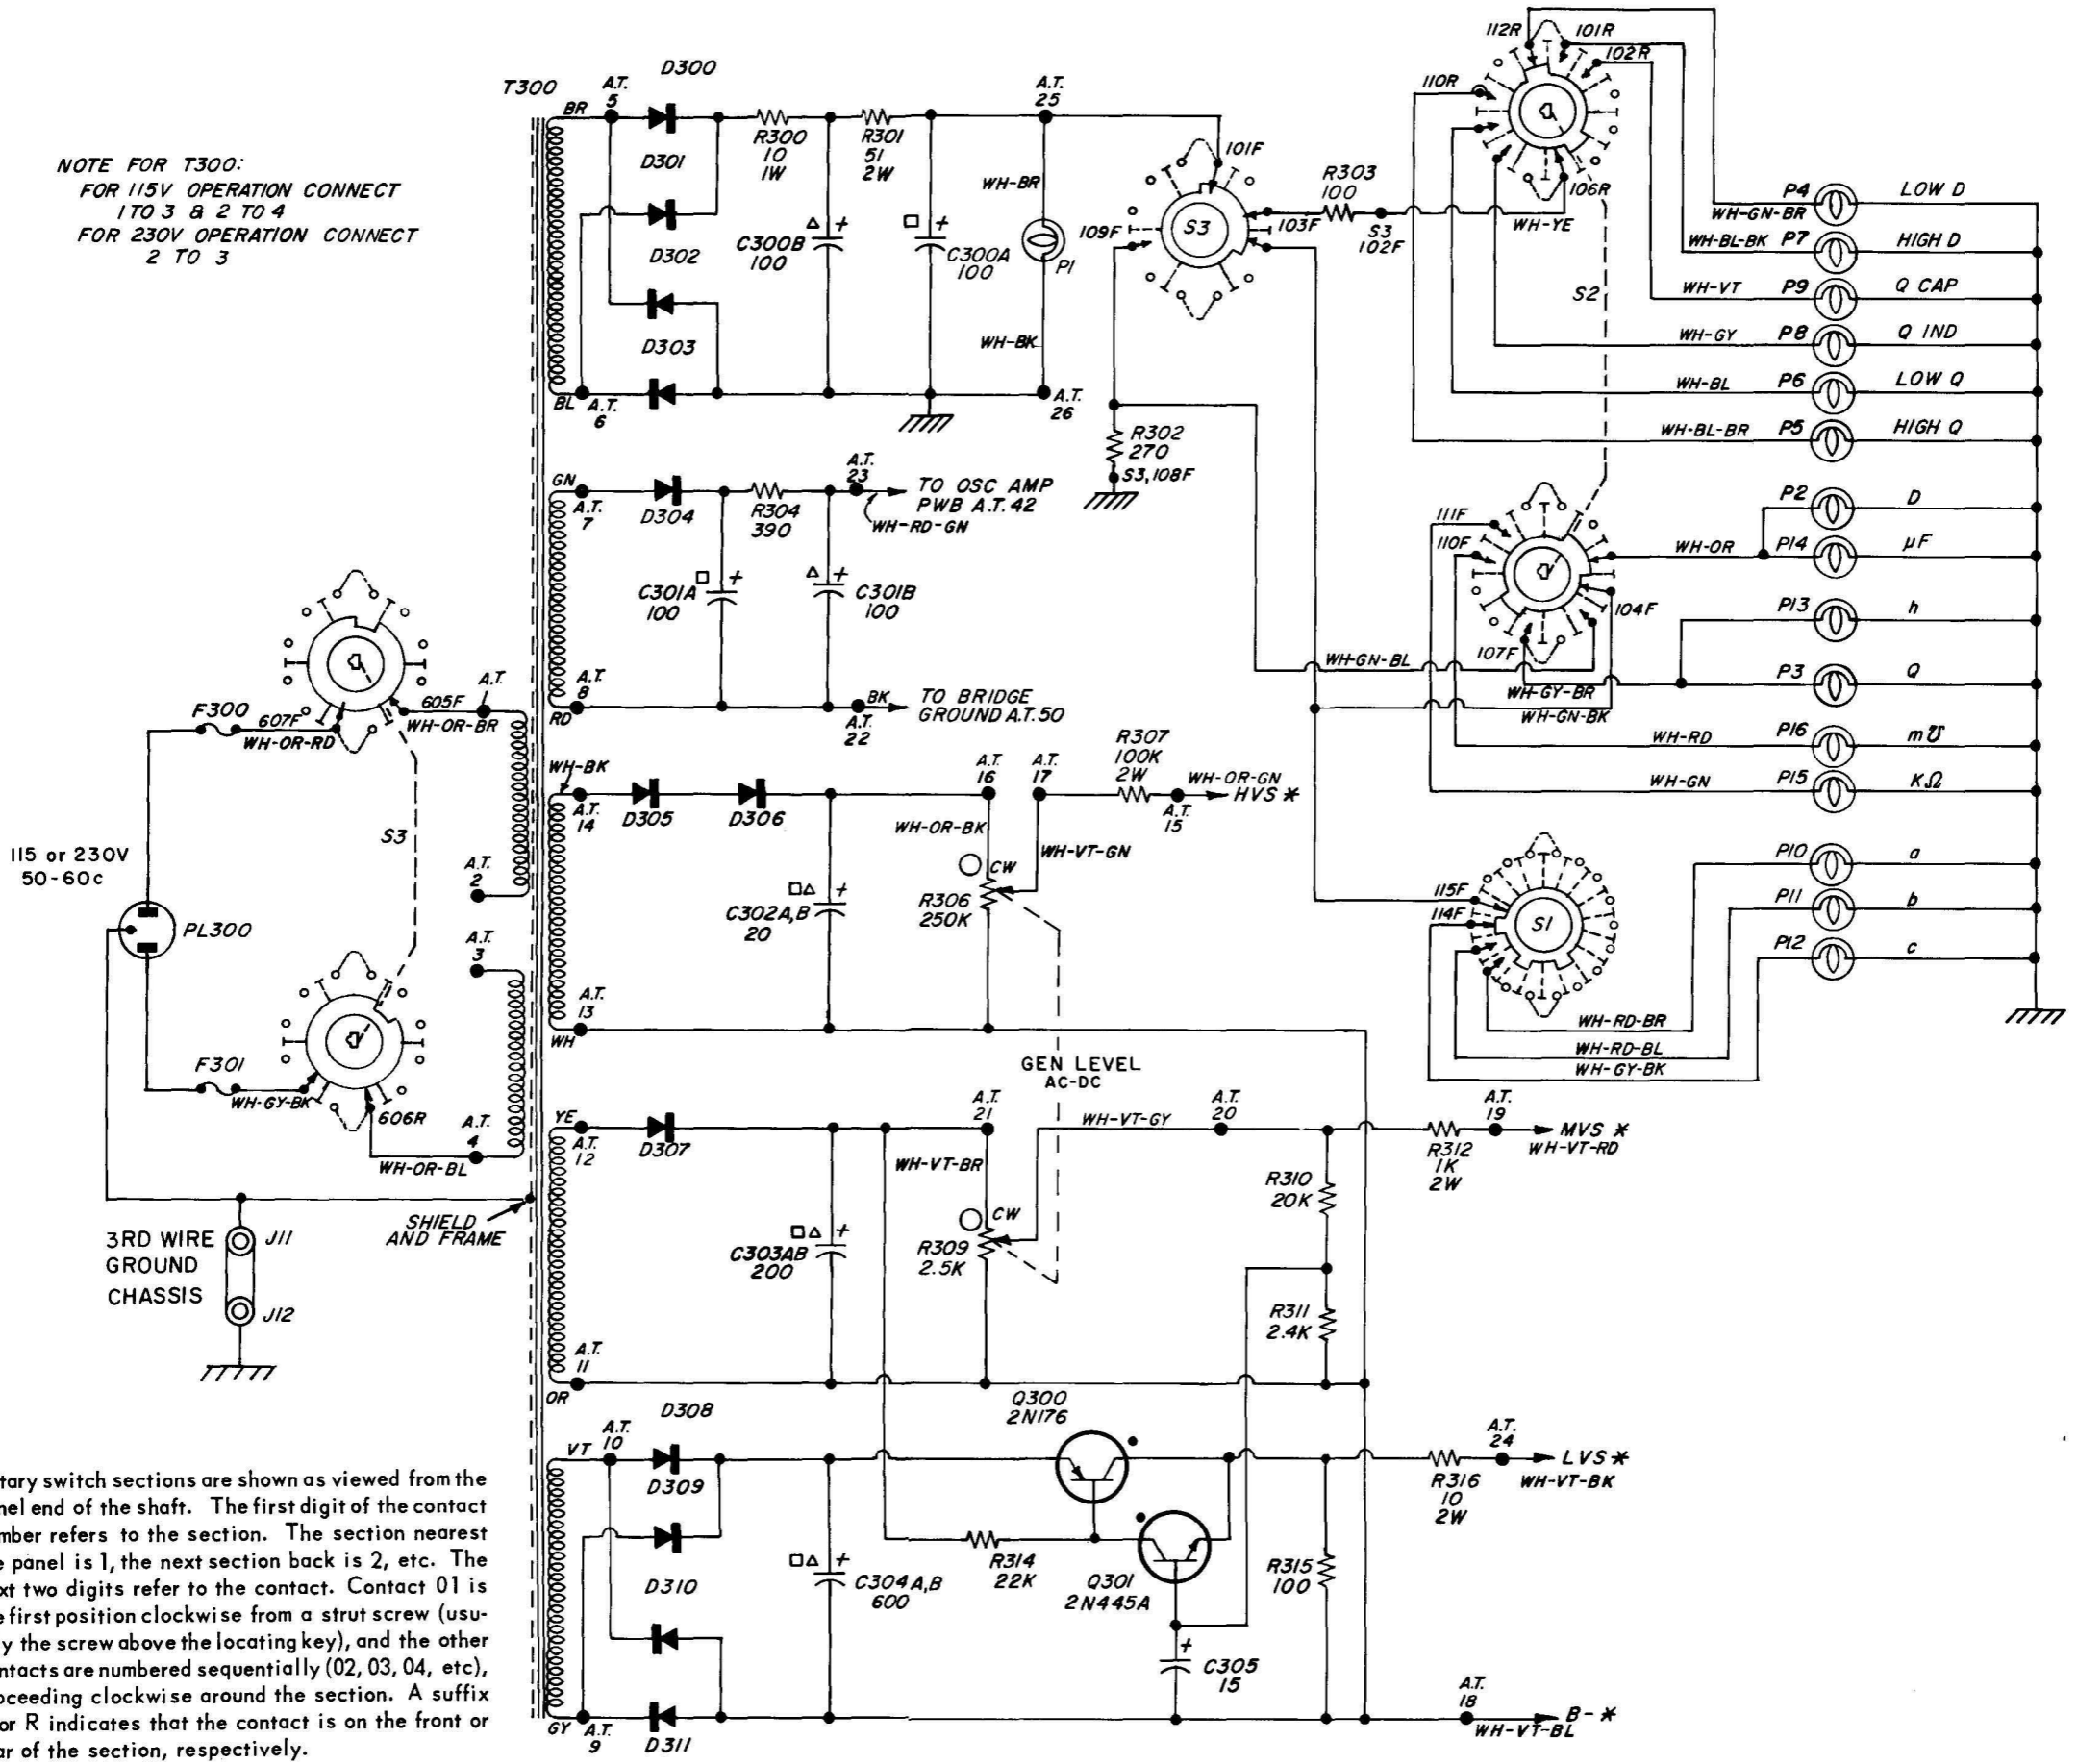 NOTE FOR T300:
FOR 115V OPERATION CONNECT
1 TO 3 & 2 TO 4
FOR 230V OPERATION CONNECT
2 TO 3
T300
BR
A.T.
5
D300
D301
D302
D303
BL
A.T.
6
R300
10
1W
R301
51
2W
C300B
100
+
C300A
100
+
A.T.
25
WH-BR
P1
WH-BK
A.T.
26
101F
S3
109F
103F
R303
100
S3
102F
WH-YE
R302
270
S3,108F
112R
101R
102R
110R
106R
S2
P4
LOW D
WH-GN-BR
WH-BL-BK
P7
HIGH D
WH-VT
P9
Q CAP
WH-GY
P8
Q IND
WH-BL
P6
LOW Q
WH-BL-BR
P5
HIGH Q
GN
A.T.
7
D304
R304
390
A.T.
23
TO OSC AMP
PWB A.T. 42
WH-RD-GN
C301A
100
+
C301B
100
+
A.T.
8
RD
BK
A.T.
22
TO BRIDGE
GROUND A.T. 50
111F
110F
104F
107F
WH-OR
P2
D
P14
µF
P13
h
WH-GN-BL
WH-GY-BR
P3
Q
WH-GN-BK
WH-RD
P16
m℧
WH-GN
P15
KΩ
F300
607F
WH-OR-RD
605F
WH-OR-BR
A.T.
1
A.T.
2
S3
115 or 230V
50-60c
PL300
A.T.
3
F301
WH-GY-BK
606R
A.T.
4
WH-OR-BL
SHIELD
AND FRAME
3RD WIRE
GROUND
CHASSIS
J11
J12
WH-BK
A.T.
14
D305
D306
A.T.
16
A.T.
17
R307
100K
2W
WH-OR-GN
HVS *
A.T.
15
WH-OR-BK
WH-VT-GN
CW
R306
250K
C302A,B
20
+
A.T.
13
WH
GEN LEVEL
AC-DC
115F
114F
S1
P10
a
P11
b
P12
c
WH-RD-BR
WH-RD-BL
WH-GY-BK
YE
A.T.
12
D307
A.T.
21
WH-VT-BR
WH-VT-GY
A.T.
20
R312
1K
2W
A.T.
19
MVS *
WH-VT-RD
C303AB
200
+
CW
R309
2.5K
R310
20K
R311
2.4K
A.T.
11
OR
VT
A.T.
10
D308
D309
D310
D311
GY
A.T.
9
C304A,B
600
+
Q300
2N176
R314
22K
Q301
2N445A
R315
100
R316
10
2W
A.T.
24
LVS *
WH-VT-BK
C305
15
+
A.T.
18
B- *
WH-VT-BL
tary switch sections are shown as viewed from the
nel end of the shaft. The first digit of the contact
mber refers to the section. The section nearest
e panel is 1, the next section back is 2, etc. The
xt two digits refer to the contact. Contact 01 is
e first position clockwise from a strut screw (usu-
y the screw above the locating key), and the other
ntacts are numbered sequentially (02, 03, 04, etc),
oceeding clockwise around the section. A suffix
or R indicates that the contact is on the front or
ar of the section, respectively.